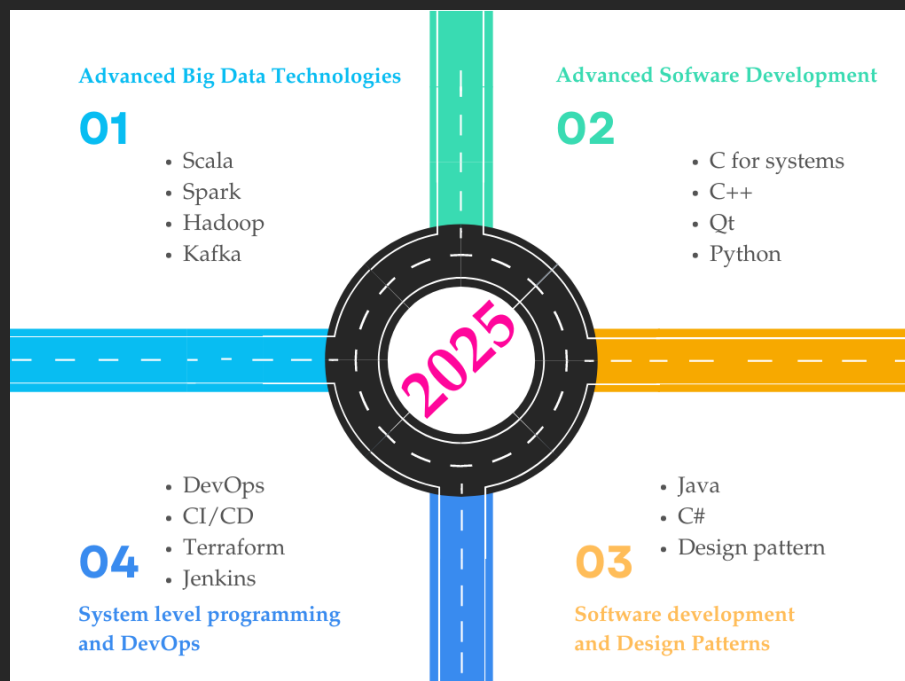 Advanced Big Data Technologies
01
• Scala
• Spark
• Hadoop
• Kafka
Advanced Sofware Development
02
• C for systems
• C++
• Qt
• Python
2025
• DevOps
• CI/CD
• Terraform
• Jenkins
04
System level programming
and DevOps
• Java
• C#
• Design pattern
03
Software development
and Design Patterns